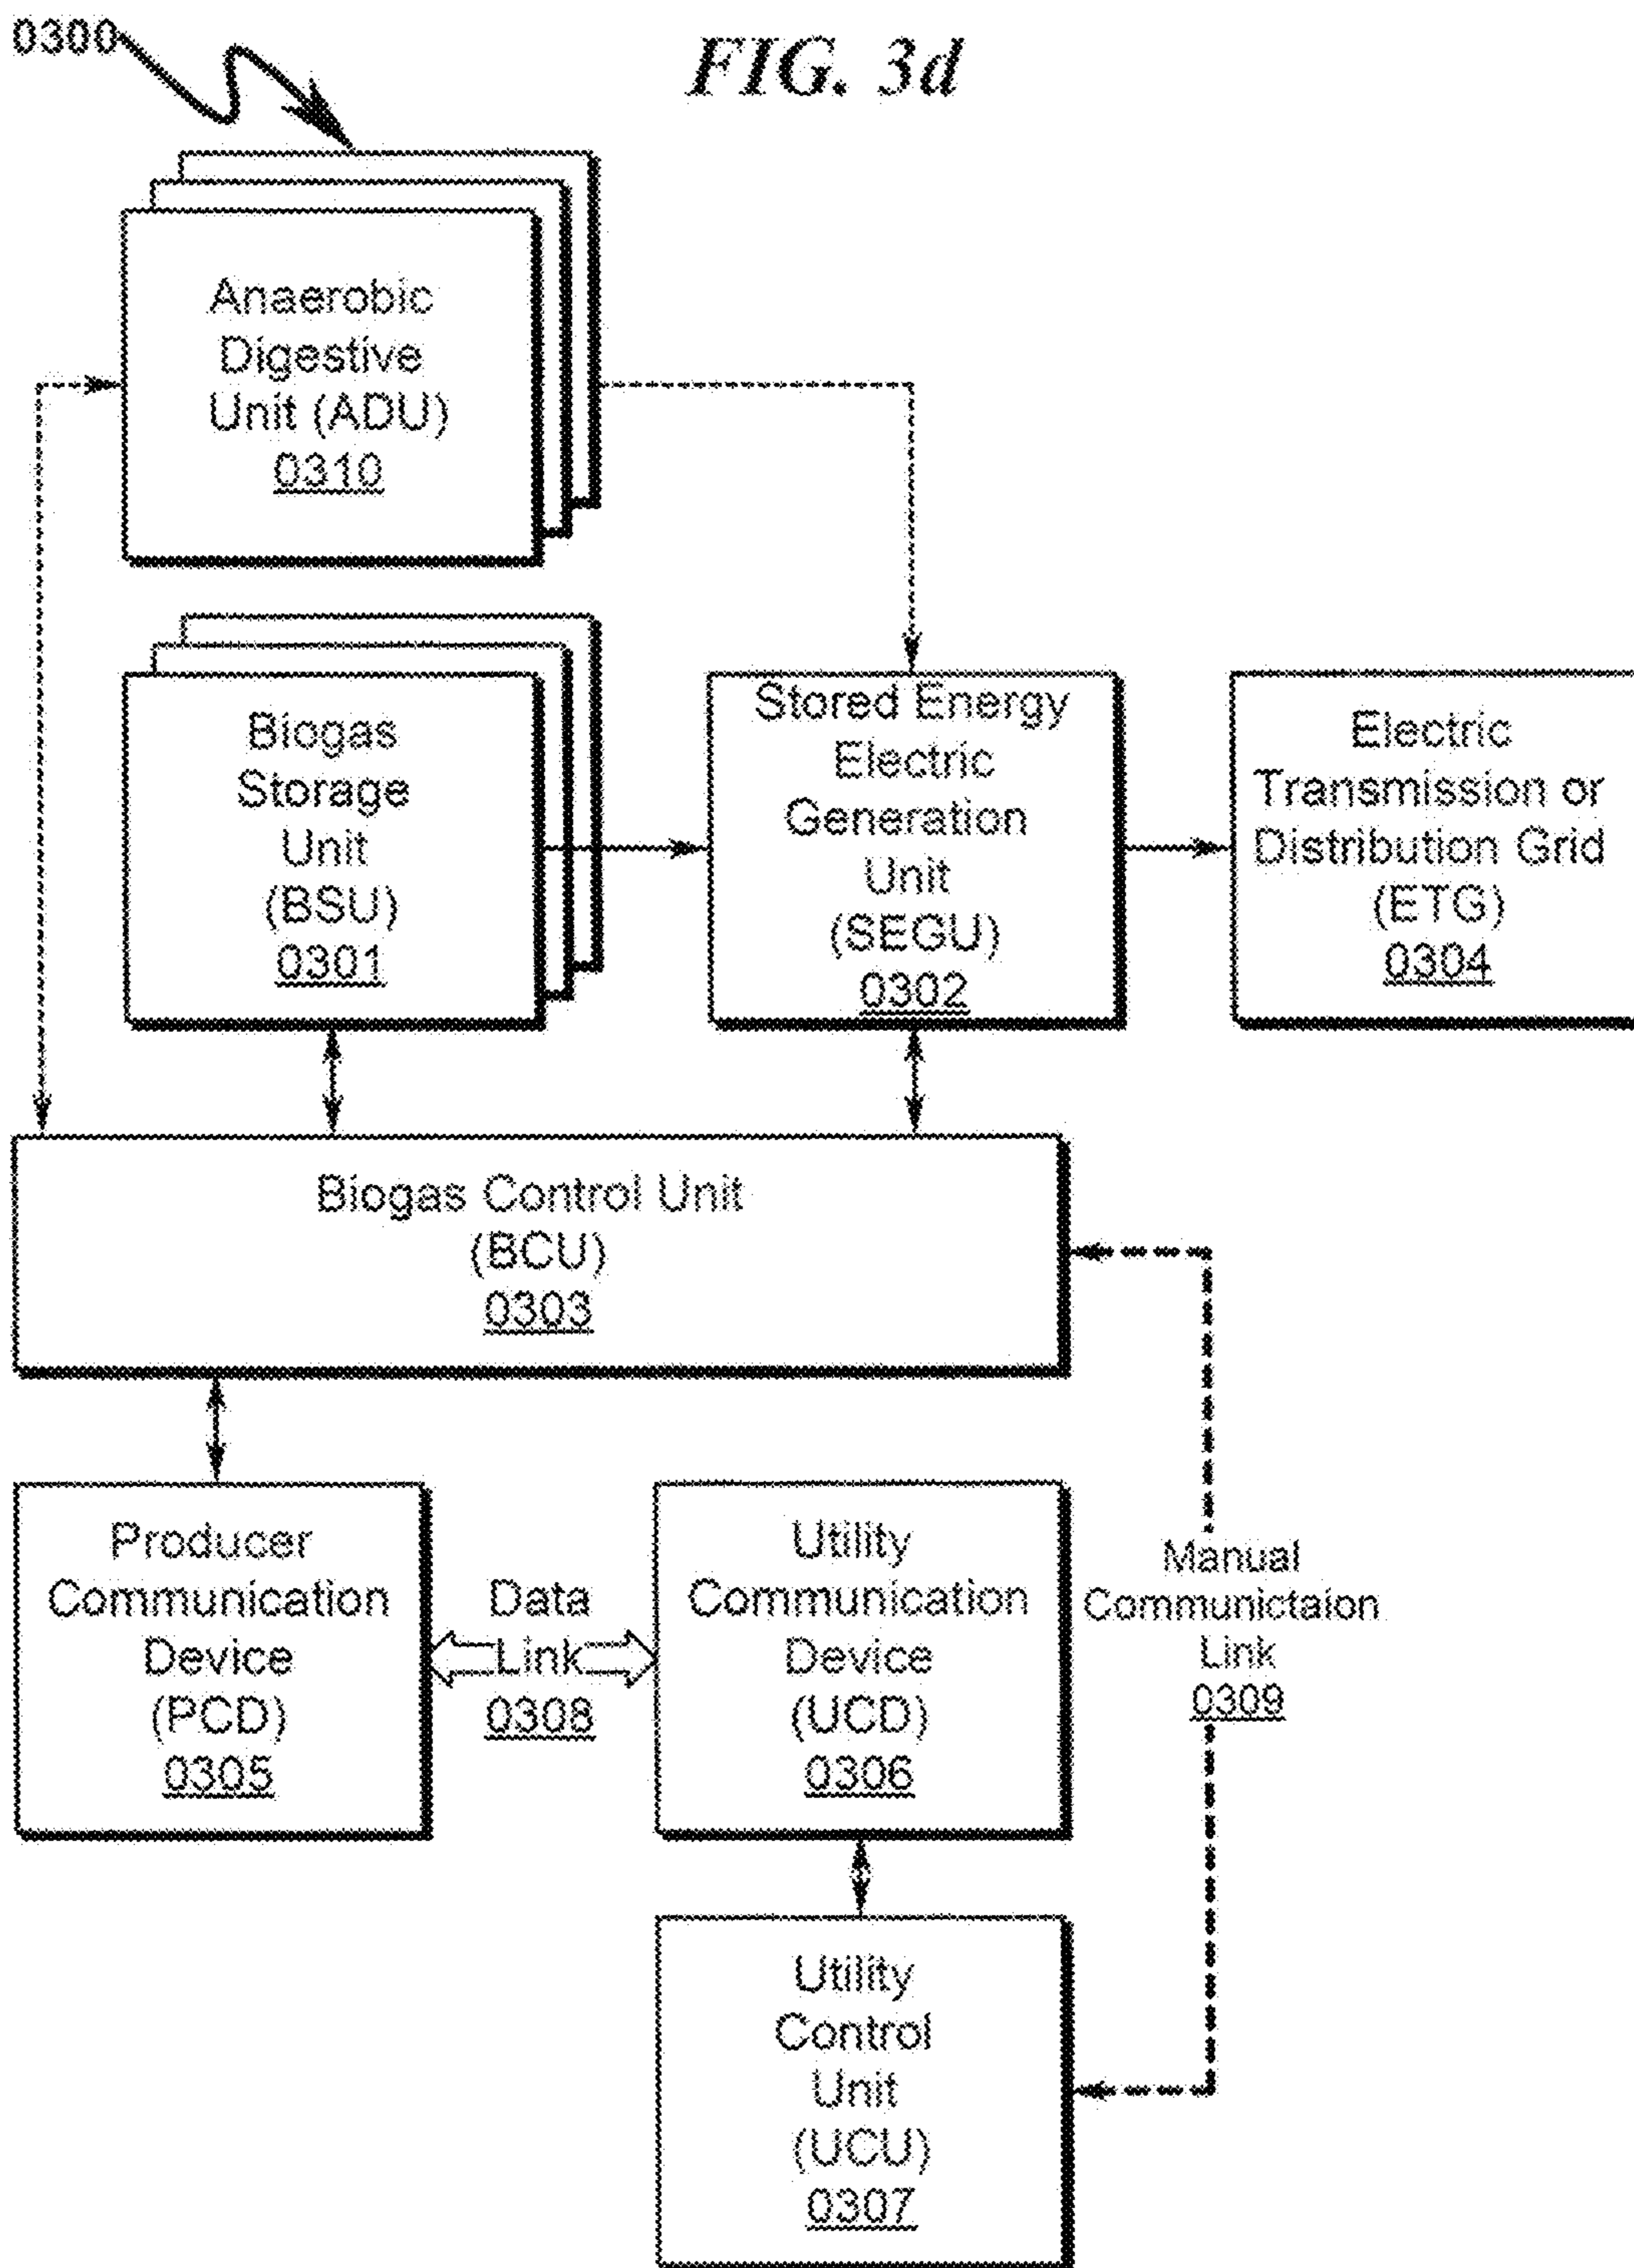 0300
FIG. 3d
Anaerobic
Digestive
Unit (ADU)
0310
Biogas
Storage
Unit
(BSU)
0301
Stored Energy
Electric
Generation
Unit
(SEGU)
0302
Electric
Transmission or
Distribution Grid
(ETG)
0304
Biogas Control Unit
(BCU)
0303
Producer
Communication
Device
(PCD)
0305
Data
Link
0308
Utility
Communication
Device
(UCD)
0306
Manual
Communictaion
Link
0309
Utility
Control
Unit
(UCU)
0307